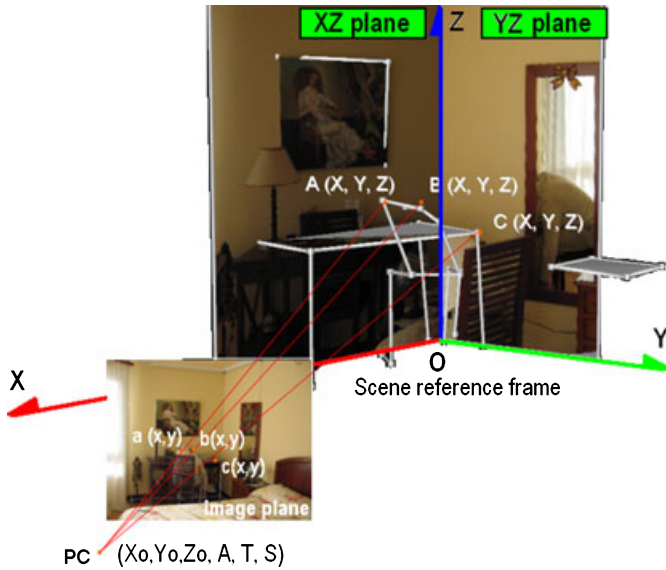 XZ plane
Z
YZ plane
A (X, Y, Z)
B (X, Y, Z)
C (X, Y, Z)
Y
X
O
Scene reference frame
a (x,y)
b(x,y)
c(x,y)
Image plane
PC (Xo,Yo,Zo, A, T, S)